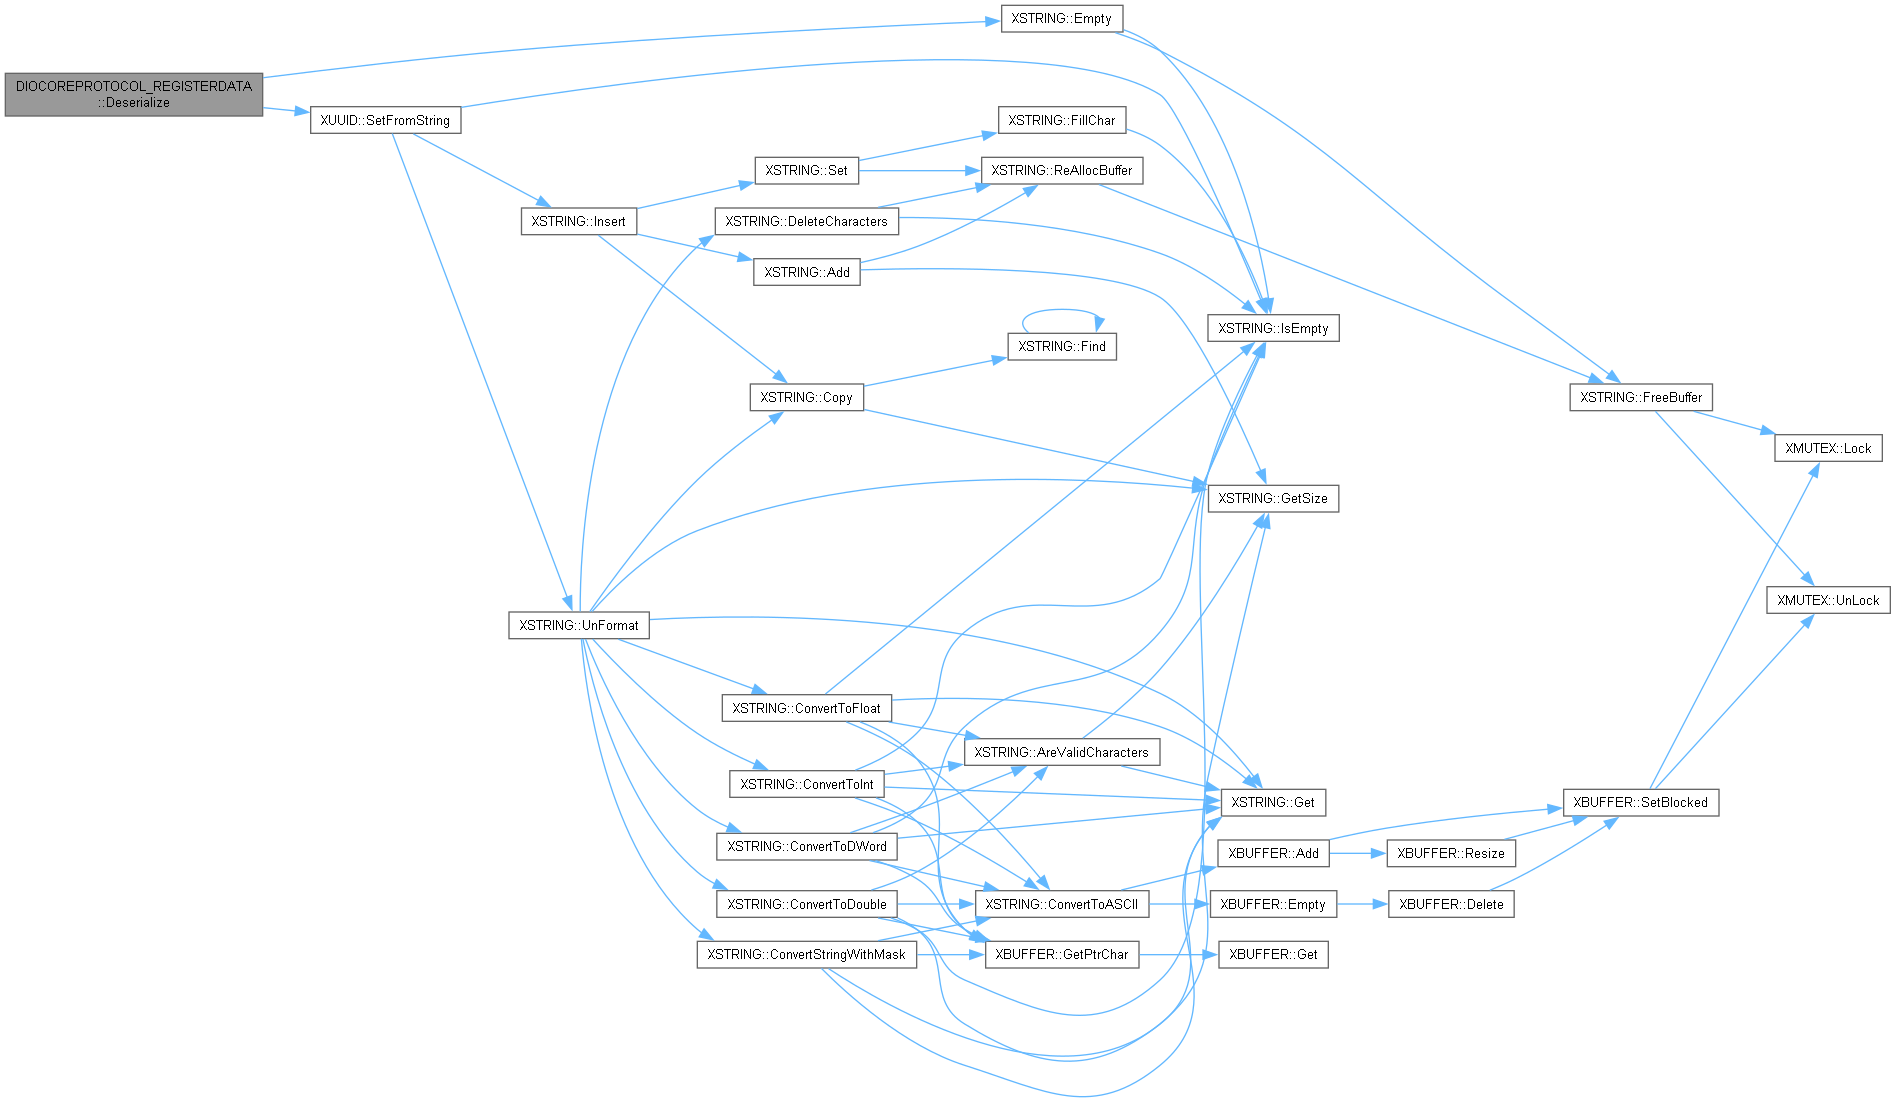 XSTRING::Empty
DIOCOREPROTOCOL_REGISTERDATA
::Deserialize
XUUID::SetFromString
XSTRING::FillChar
XSTRING::Set
XSTRING::ReAllocBuffer
XSTRING::Insert
XSTRING::DeleteCharacters
XSTRING::Add
XSTRING::IsEmpty
XSTRING::Find
XSTRING::Copy
XSTRING::FreeBuffer
XMUTEX::Lock
XSTRING::GetSize
XMUTEX::UnLock
XSTRING::UnFormat
XSTRING::ConvertToFloat
XSTRING::AreValidCharacters
XSTRING::ConvertToInt
XSTRING::Get
XBUFFER::SetBlocked
XSTRING::ConvertToDWord
XBUFFER::Add
XBUFFER::Resize
XSTRING::ConvertToDouble
XSTRING::ConvertToASCII
XBUFFER::Empty
XBUFFER::Delete
XSTRING::ConvertStringWithMask
XBUFFER::GetPtrChar
XBUFFER::Get